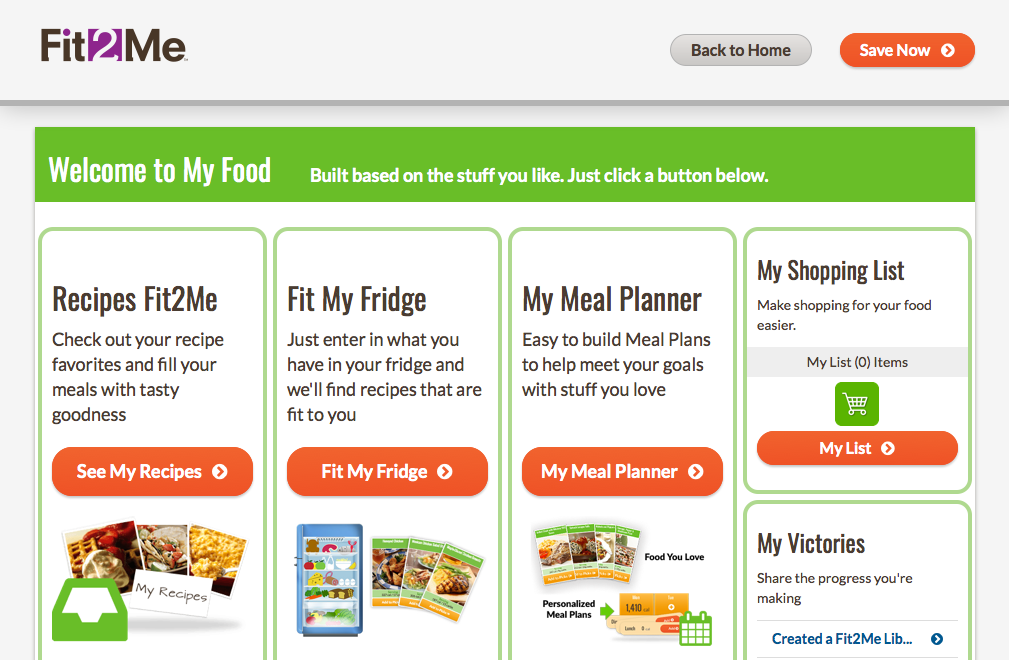 Fit2Me
Back to Home
Save Now
Welcome to My Food
Built based on the stuff you like. Just click a button below.
Recipes Fit2Me
Check out your recipe
favorites and fill your
meals with tasty
goodness
See My Recipes
My Recipes
Fit My Fridge
Just enter in what you
have in your fridge and
we'll find recipes that are
fit to you
Fit My Fridge
My Meal Planner
Easy to build Meal Plans
to help meet your goals
with stuff you love
My Meal Planner
Food You Love
Personalized
Meal Plans
1,410
Lunch
My Shopping List
Make shopping for your food
easier.
My List (0) Items
My List
My Victories
Share the progress you're
making
Created a Fit2Me Lib...